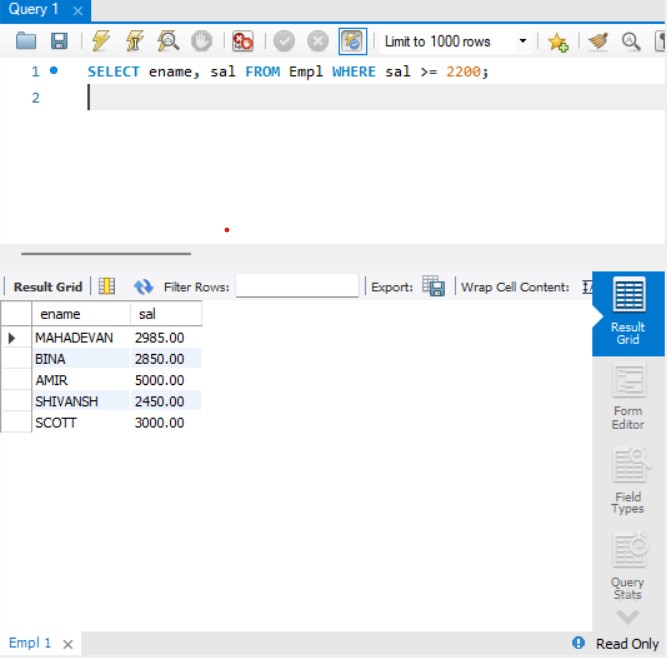 Query 1
Limit to 1000 rows
1 SELECT ename, sal FROM Empl WHERE sal >= 2200;
2
Result Grid Filter Rows: Export: Wrap Cell Content:
ename sal
MAHADEVAN 2985.00
BINA 2850.00
AMIR 5000.00
SHIVANSH 2450.00
SCOTT 3000.00
Result
Grid
Form
Editor
Field
Types
Query
Stats
Empl 1
Read Only